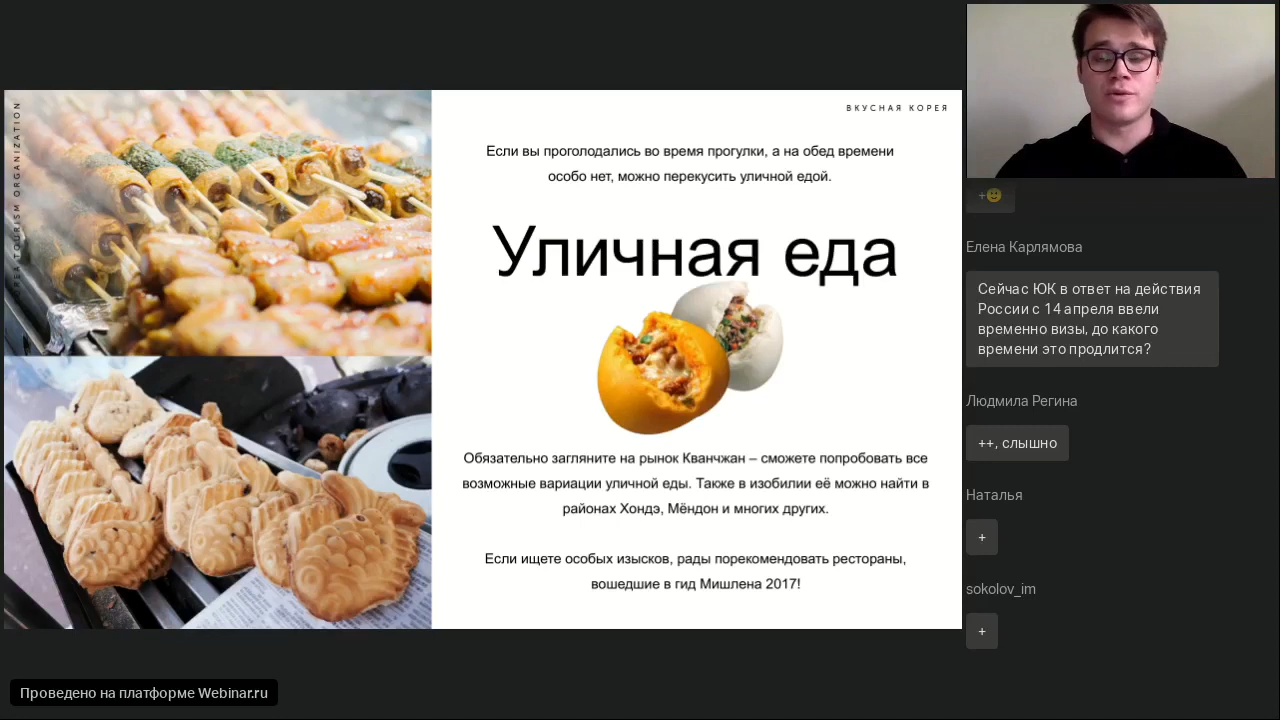 KOREA TOURISM ORGANIZATION
ВКУСНАЯ КОРЕЯ
Если вы проголодались во время прогулки, а на обед времени
особо нет, можно перекусить уличной едой.
Уличная еда
Обязательно загляните на рынок Кванчжан – сможете попробовать все
возможные вариации уличной еды. Также в изобилии её можно найти в
районах Хондэ, Мёндон и многих других.
Если ищете особых изысков, рады порекомендовать рестораны,
вошедшие в гид Мишлена 2017!
+🙂
Елена Карлямова
Сейчас ЮК в ответ на действия
России с 14 апреля ввели
временно визы, до какого
времени это продлится?
Людмила Регина
++, слышно
Наталья
+
sokolov_im
+
Проведено на платформе Webinar.ru